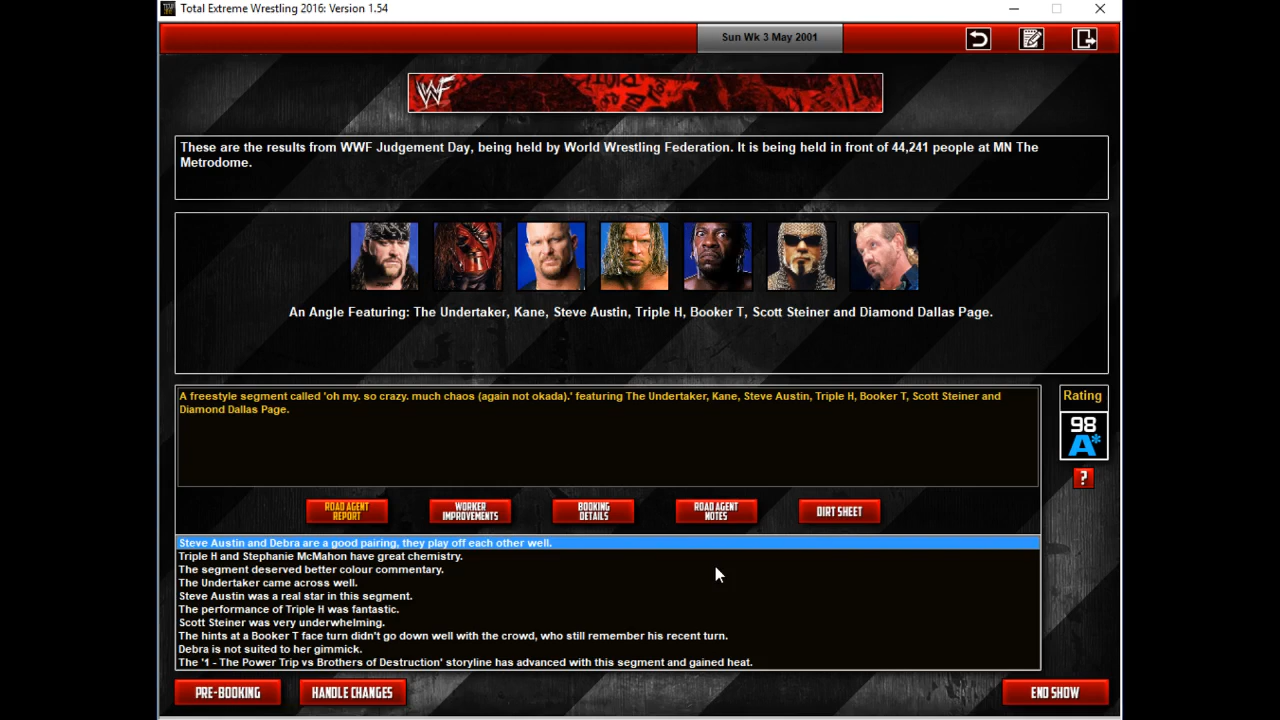 Total Extreme Wrestling 2016: Version 1.54
Sun Wk 3 May 2001
These are the results from WWF Judgement Day, being held by World Wrestling Federation. It is being held in front of 44,241 people at MN The
Metrodome.
An Angle Featuring: The Undertaker, Kane, Steve Austin, Triple H, Booker T, Scott Steiner and Diamond Dallas Page.
A freestyle segment called 'oh my. so crazy. much chaos (again not okada).' featuring The Undertaker, Kane, Steve Austin, Triple H, Booker T, Scott Steiner and
Diamond Dallas Page.
Rating
98
A*
?
ROAD AGENT
REPORT
WORKER
IMPROVEMENTS
BOOKING
DETAILS
ROAD AGENT
NOTES
DIRT SHEET
Steve Austin and Debra are a good pairing, they play off each other well.
Triple H and Stephanie McMahon have great chemistry.
The segment deserved better colour commentary.
The Undertaker came across well.
Steve Austin was a real star in this segment.
The performance of Triple H was fantastic.
Scott Steiner was very underwhelming.
The hints at a Booker T face turn didn't go down well with the crowd, who still remember his recent turn.
Debra is not suited to her gimmick.
The '1 - The Power Trip vs Brothers of Destruction' storyline has advanced with this segment and gained heat.
PRE-BOOKING
HANDLE CHANGES
END SHOW